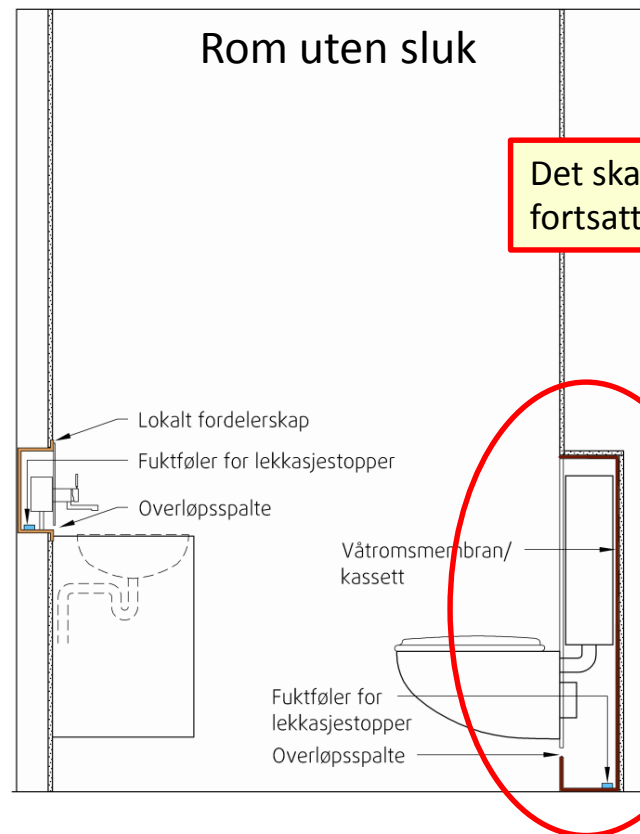 Rom uten sluk
Det ska
fortsatt
Lokalt fordelerskap
Fuktføler for lekkasjestopper
Overløpsspalte
Våtromsmembran/
kassett
Fuktføler for
lekkasjestopper
Overløpsspalte